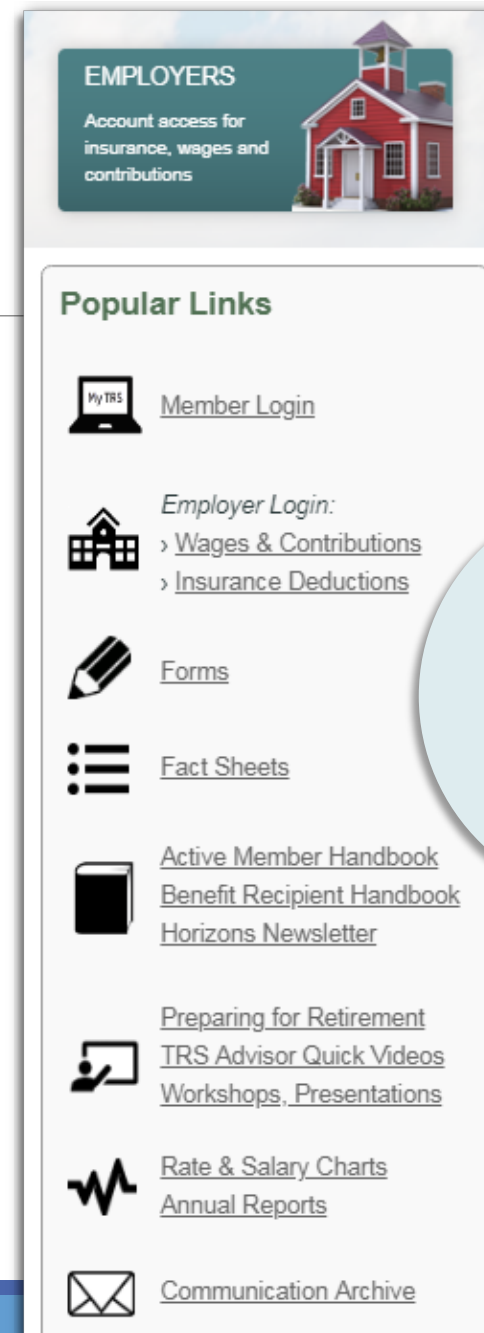 EMPLOYERS
Account access for
insurance, wages and
contributions
Popular Links
My TRS
Member Login
Employer Login:
› Wages & Contributions
› Insurance Deductions
Forms
Fact Sheets
Active Member Handbook
Benefit Recipient Handbook
Horizons Newsletter
Preparing for Retirement
TRS Advisor Quick Videos
Workshops, Presentations
Rate & Salary Charts
Annual Reports
Communication Archive